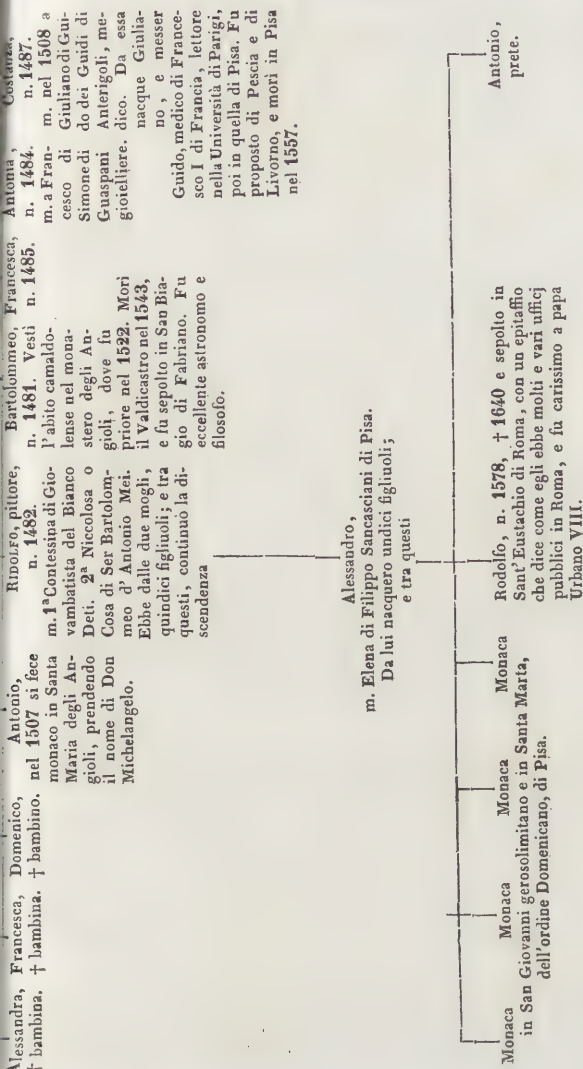 Alessandra,
† bambina.
Francesca,
† bambina.
Domenico,
† bambino.
Antonio,
nel 1507 si fece
monaco in Santa
Maria degli An-
gioli, prendendo
il nome di Don
Michelangelo.
RIDOLFO, pittore,
n. 1482.
m. 1ª Contessina di Gio-
vambatista del Bianco
Deti. 2ª Niccolosa o
Cosa di Ser Bartolom-
meo d' Antonio Mei.
Ebbe dalle due mogli,
quindici figliuoli; e tra
questi, continuò la di-
scendenza
Bartolommeo,
n. 1481. Vestì
l'abito camaldo-
lense nel mona-
stero degli An-
gioli, dove fu
priore nel 1522. Morì
il Valdicastro nel 1543,
e fu sepolto in San Bia-
gio di Fabriano. Fu
eccellente astronomo e
filosofo.
Francesca,
n. 1485.
Antonia,
n. 1484.
m. a Fran-
cesco di
Simone di
Guaspani
gioielliere.
Costanza,
n. 1487.
m. nel 1508 a
Giuliano di Gui-
do dei Guidi di
Anterigoli, me-
dico. Da essa
nacque Giulia-
no, e messer
Guido, medico di France-
sco I di Francia, lettore
nella Università di Parigi,
poi in quella di Pisa. Fu
proposto di Pescia e di
Livorno, e morì in Pisa
nel 1557.
Alessandro,
m. Elena di Filippo Sancasciani di Pisa.
Da lui nacquero undici figliuoli;
e tra questi
Monaca Monaca Monaca Monaca
in San Giovanni gerosolimitano e in Santa Marta,
dell'ordine Domenicano, di Pisa.
Rodolfo, n. 1578, † 1640 e sepolto in
Sant'Eustachio di Roma, con un epitaffio
che dice come egli ebbe molti e vari ufficj
pubblici in Roma, e fu carissimo a papa
Urbano VIII.
Antonio,
prete.